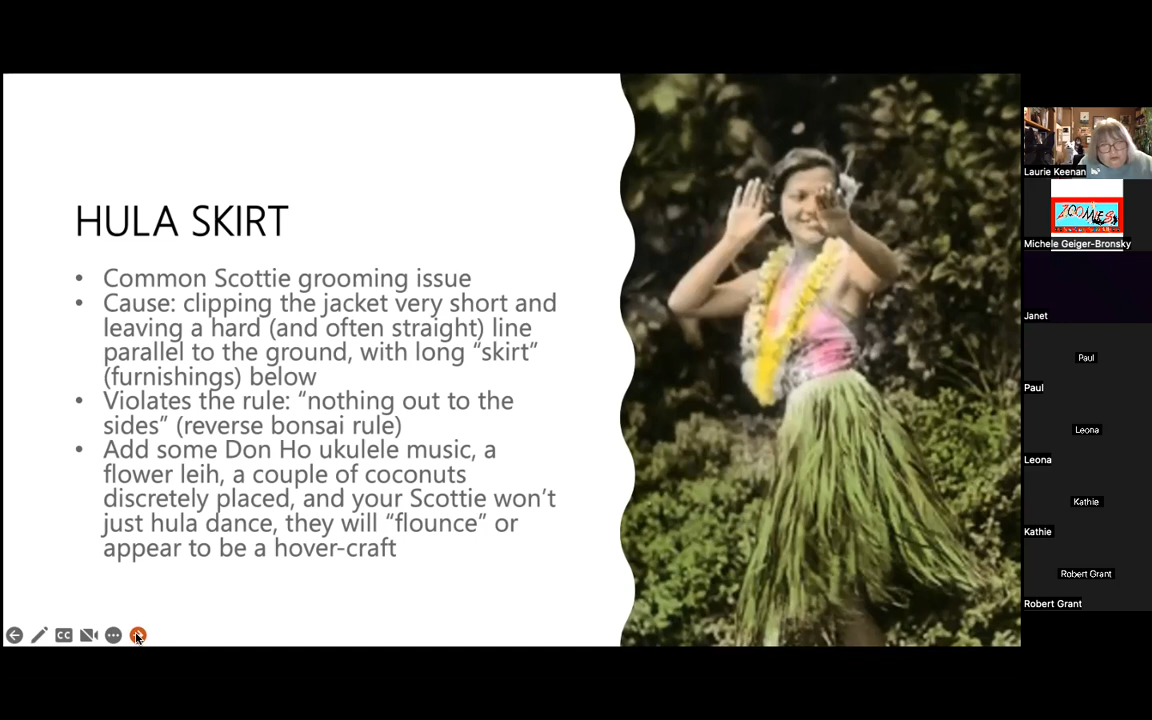 HULA SKIRT
• Common Scottie grooming issue
• Cause: clipping the jacket very short and
leaving a hard (and often straight) line
parallel to the ground, with long “skirt”
(furnishings) below
• Violates the rule: “nothing out to the
sides” (reverse bonsai rule)
• Add some Don Ho ukulele music, a
flower leih, a couple of coconuts
discretely placed, and your Scottie won’t
just hula dance, they will “flounce” or
appear to be a hover-craft
CC
Laurie Keenan
ZOOMIES
Michele Geiger-Bronsky
Janet
Paul
Paul
Leona
Leona
Kathie
Kathie
Robert Grant
Robert Grant